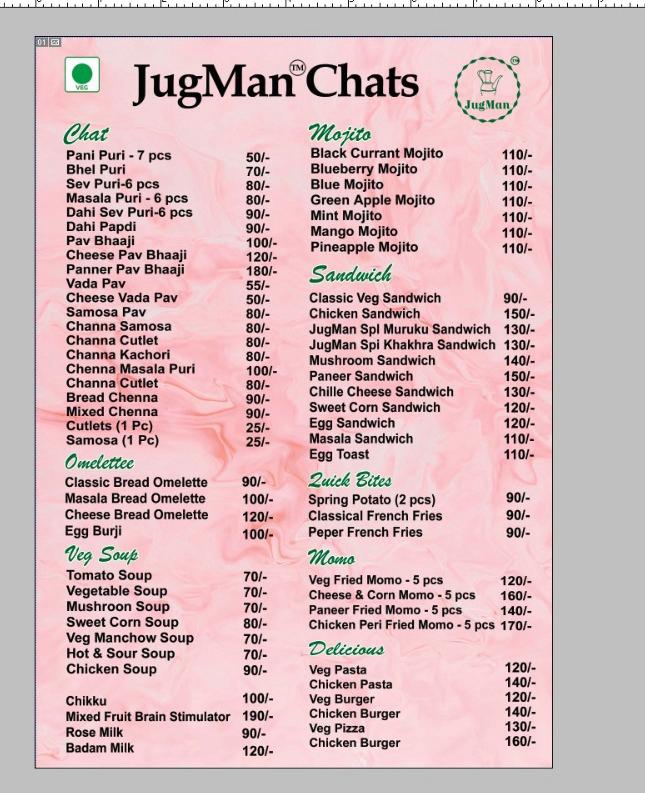 01
VEG
JugMan™ Chats
TM
JugMan
Chat
Pani Puri - 7 pcs 50/-
Bhel Puri 70/-
Sev Puri-6 pcs 80/-
Masala Puri - 6 pcs 80/-
Dahi Sev Puri-6 pcs 90/-
Dahi Papdi 90/-
Pav Bhaaji 100/-
Cheese Pav Bhaaji 120/-
Panner Pav Bhaaji 180/-
Vada Pav 55/-
Cheese Vada Pav 50/-
Samosa Pav 80/-
Channa Samosa 80/-
Channa Cutlet 80/-
Channa Kachori 80/-
Chenna Masala Puri 100/-
Channa Cutlet 80/-
Bread Chenna 90/-
Mixed Chenna 90/-
Cutlets (1 Pc) 25/-
Samosa (1 Pc) 25/-
Omelettee
Classic Bread Omelette 90/-
Masala Bread Omelette 100/-
Cheese Bread Omelette 120/-
Egg Burji 100/-
Veg Soup
Tomato Soup 70/-
Vegetable Soup 70/-
Mushroon Soup 70/-
Sweet Corn Soup 80/-
Veg Manchow Soup 70/-
Hot & Sour Soup 70/-
Chicken Soup 90/-
Chikku 100/-
Mixed Fruit Brain Stimulator 190/-
Rose Milk 90/-
Badam Milk 120/-
Mojito
Black Currant Mojito 110/-
Blueberry Mojito 110/-
Blue Mojito 110/-
Green Apple Mojito 110/-
Mint Mojito 110/-
Mango Mojito 110/-
Pineapple Mojito 110/-
Sandwich
Classic Veg Sandwich 90/-
Chicken Sandwich 150/-
JugMan Spl Muruku Sandwich 130/-
JugMan Spi Khakhra Sandwich 130/-
Mushroom Sandwich 140/-
Paneer Sandwich 150/-
Chille Cheese Sandwich 130/-
Sweet Corn Sandwich 120/-
Egg Sandwich 120/-
Masala Sandwich 110/-
Egg Toast 110/-
Quick Bites
Spring Potato (2 pcs) 90/-
Classical French Fries 90/-
Peper French Fries 90/-
Momo
Veg Fried Momo - 5 pcs 120/-
Cheese & Corn Momo - 5 pcs 160/-
Paneer Fried Momo - 5 pcs 140/-
Chicken Peri Fried Momo - 5 pcs 170/-
Delicious
Veg Pasta 120/-
Chicken Pasta 140/-
Veg Burger 120/-
Chicken Burger 140/-
Veg Pizza 130/-
Chicken Burger 160/-